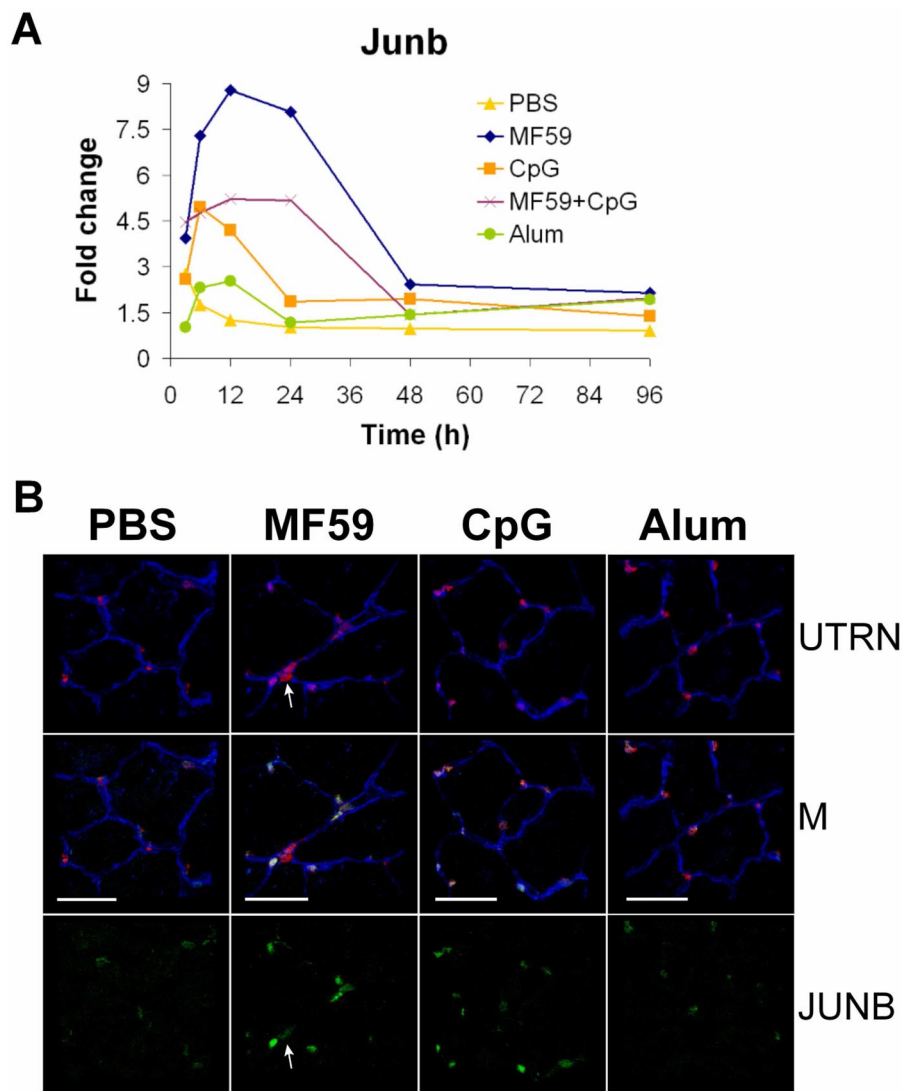 A
Junb
9
7.5
6
4.5
3
1.5
0
Fold change
0 12 24 36 48 60 72 84 96
Time (h)
PBS
MF59
CpG
MF59+CpG
Alum
B
PBS MF59 CpG Alum
UTRN
M
JUNB